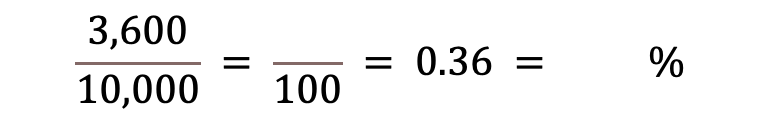 3,600/10,000 = /100 = 0.36 = %